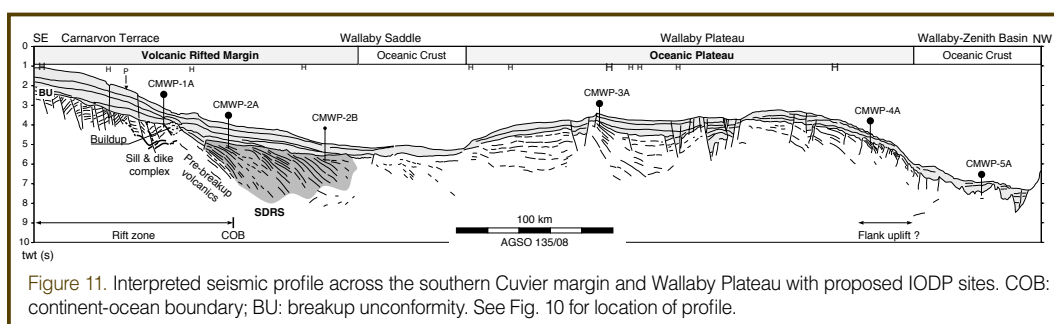 SE Carnarvon Terrace Wallaby Saddle Wallaby Plateau Wallaby-Zenith Basin NW
Volcanic Rifted Margin Oceanic Crust Oceanic Plateau Oceanic Crust
0
1
2
3
4
5
6
7
8
9
10
twt (s)
H H P H H H H H H H H
BU
CMWP-1A
CMWP-2A
CMWP-2B
CMWP-3A
CMWP-4A
CMWP-5A
Buildup
Sill & dike
complex
Pre-breakup
volcanics
SDRS
Rift zone COB
100 km
AGSO 135/08
Flank uplift ?
Figure 11. Interpreted seismic profile across the southern Cuvier margin and Wallaby Plateau with proposed IODP sites. COB:
continent-ocean boundary; BU: breakup unconformity. See Fig. 10 for location of profile.